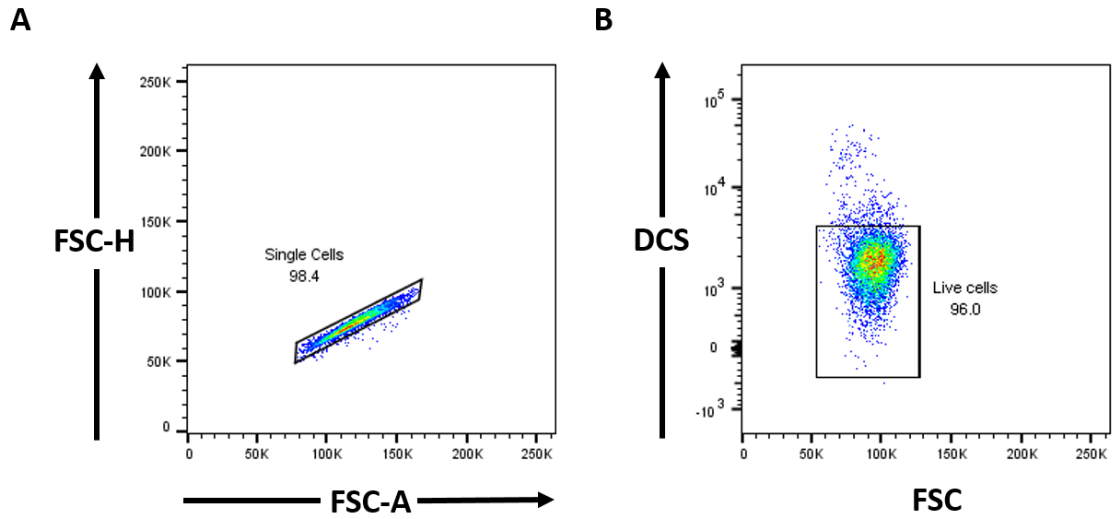 A
B
FSC-H
250K
200K
150K
100K
50K
0
Single Cells
98.4
0
50K
100K
150K
200K
250K
FSC-A
DCS
10^5
10^4
10^3
0
-10^3
Live cells
96.0
0
50K
100K
150K
200K
250K
FSC